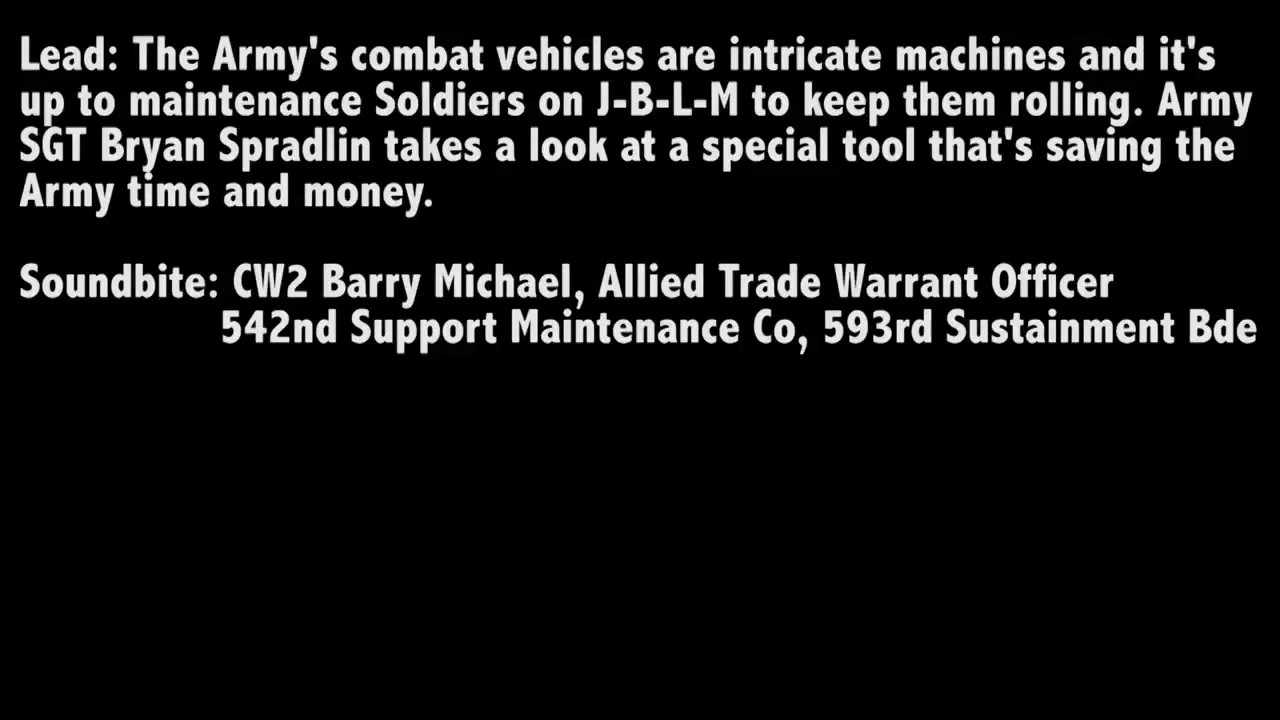 Lead: The Army's combat vehicles are intricate machines and it's
up to maintenance Soldiers on J-B-L-M to keep them rolling. Army
SGT Bryan Spradlin takes a look at a special tool that's saving the
Army time and money.
Soundbite: CW2 Barry Michael, Allied Trade Warrant Officer
542nd Support Maintenance Co, 593rd Sustainment Bde